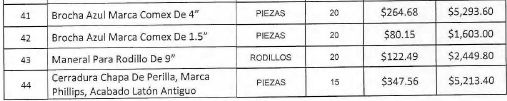 41 Brocha Azul Marca Comex De 4” PIEZAS 20 $264.68 $5,293.60
42 Brocha Azul Marca Comex De 1.5” PIEZAS 20 $80.15 $1,603.00
43 Maneral Para Rodillo De 9” RODILLOS 20 $122.49 $2,449.80
44 Cerradura Chapa De Perilla, Marca Phillips, Acabado Latón Antiguo PIEZAS 15 $347.56 $5,213.40